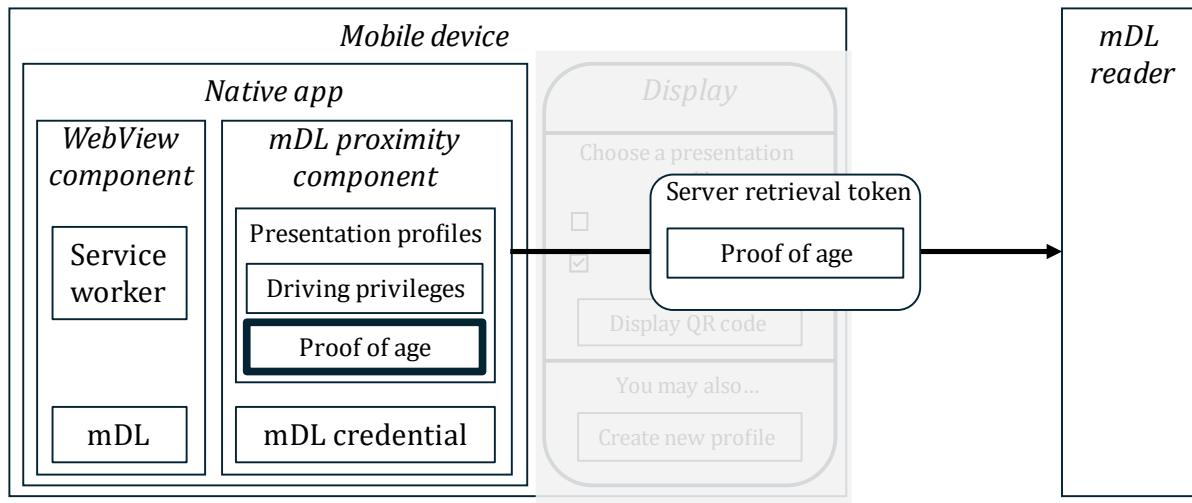 Mobile device
Native app
WebView
component
Service
worker
mDL
mDL proximity
component
Presentation profiles
Driving privileges
Proof of age
mDL credential
Display
Choose a presentation
Display QR code
You may also…
Create new profile
Server retrieval token
Proof of age
mDL
reader